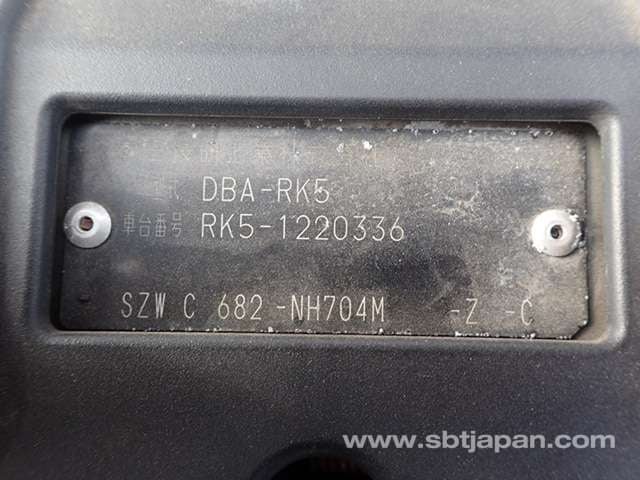 DBA-RK5
車台番号 RK5-1220336
SZW C 682 -NH704M -Z -C
www.sbtjapan.com